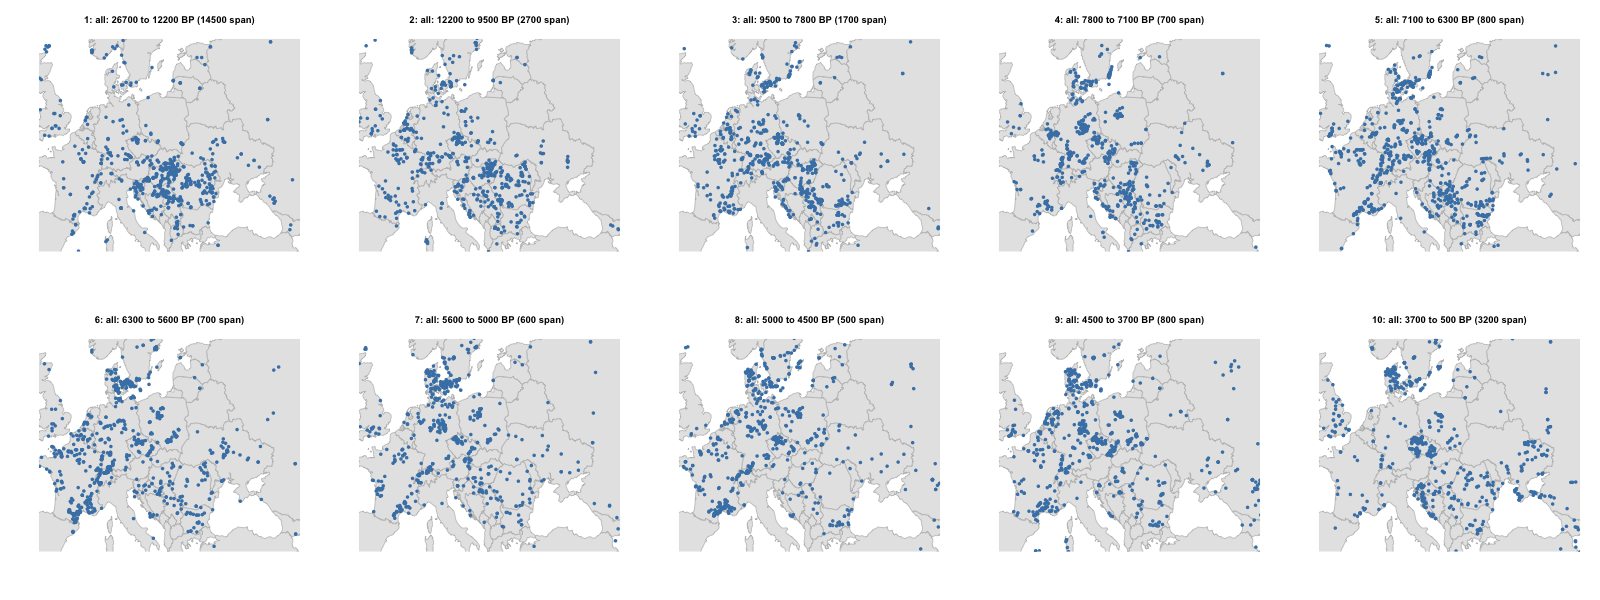 1: all: 26700 to 12200 BP (14500 span)
2: all: 12200 to 9500 BP (2700 span)
3: all: 9500 to 7800 BP (1700 span)
4: all: 7800 to 7100 BP (700 span)
5: all: 7100 to 6300 BP (800 span)
6: all: 6300 to 5600 BP (700 span)
7: all: 5600 to 5000 BP (600 span)
8: all: 5000 to 4500 BP (500 span)
9: all: 4500 to 3700 BP (800 span)
10: all: 3700 to 500 BP (3200 span)